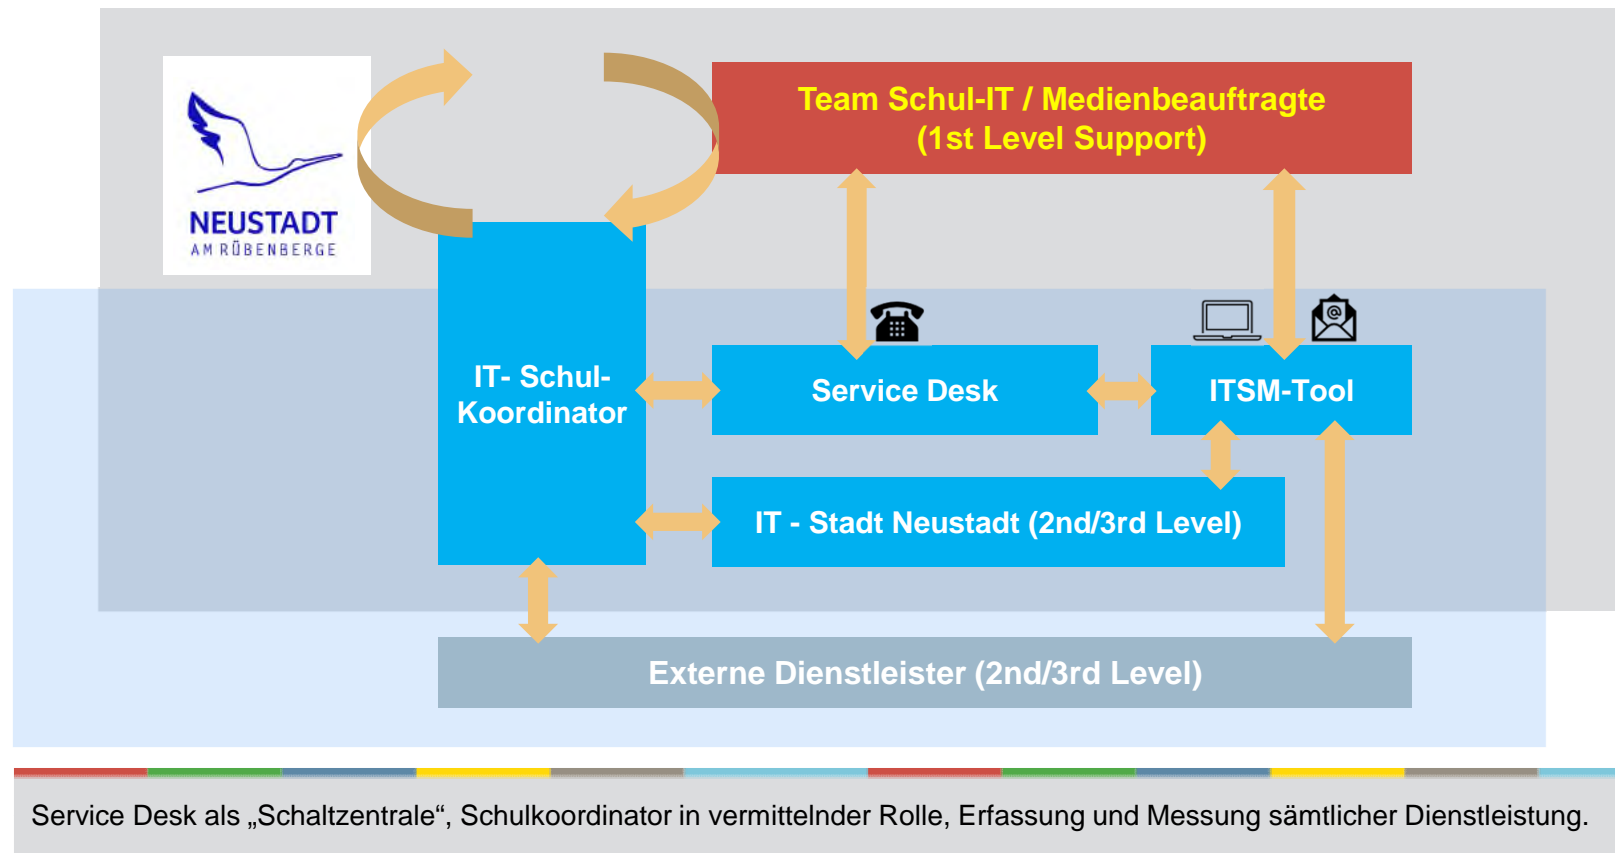 NEUSTADT
AM RÜBENBERGE
Team Schul-IT / Medienbeauftragte
(1st Level Support)
IT- Schul-
Koordinator
Service Desk
@
ITSM-Tool
IT - Stadt Neustadt (2nd/3rd Level)
Externe Dienstleister (2nd/3rd Level)
Service Desk als „Schaltzentrale“, Schulkoordinator in vermittelnder Rolle, Erfassung und Messung sämtlicher Dienstleistung.